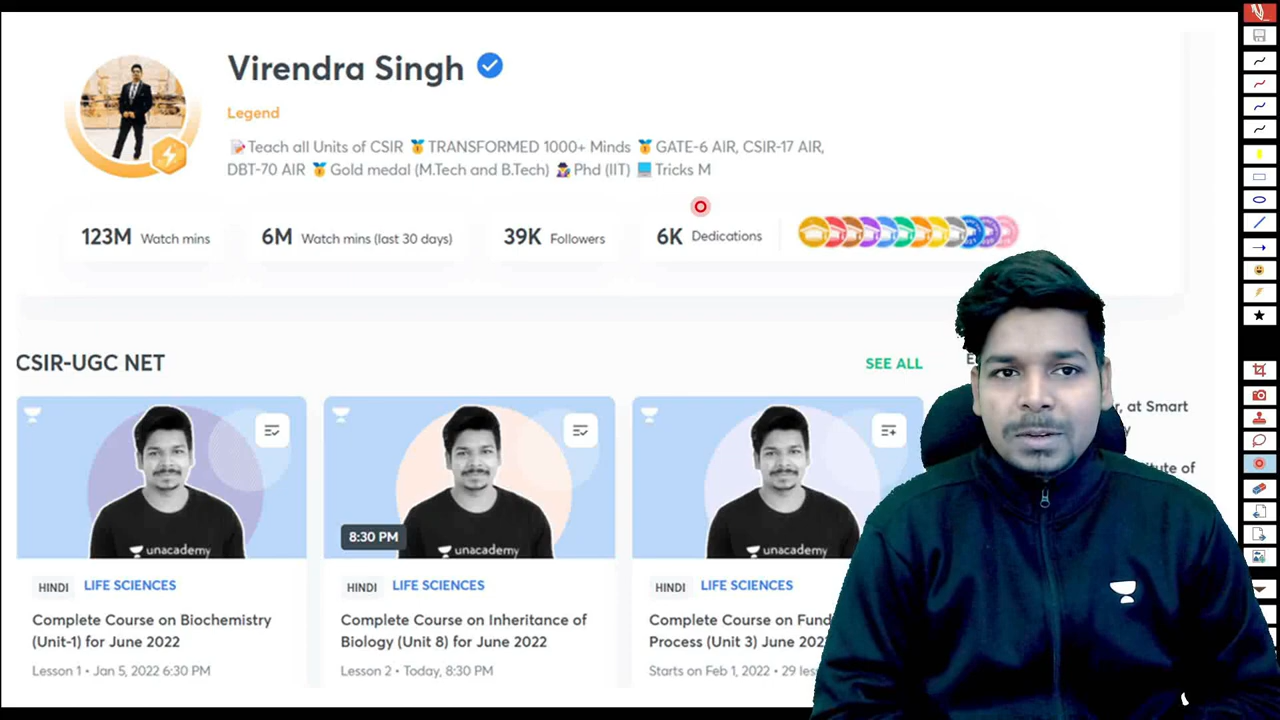 Virendra Singh
Legend
Teach all Units of CSIR 🥇TRANSFORMED 1000+ Minds 🥇GATE-6 AIR, CSIR-17 AIR,
DBT-70 AIR 🥇Gold medal (M.Tech and B.Tech) Phd (IIT) Tricks M
123M Watch mins 6M Watch mins (last 30 days) 39K Followers 6K Dedications
CSIR-UGC NET
SEE ALL
at Smart
unacademy
unacademy
unacademy
8:30 PM
HINDI LIFE SCIENCES
Complete Course on Biochemistry
(Unit-1) for June 2022
Lesson 1 • Jan 5, 2022 6:30 PM
HINDI LIFE SCIENCES
Complete Course on Inheritance of
Biology (Unit 8) for June 2022
Lesson 2 • Today, 8:30 PM
HINDI LIFE SCIENCES
Complete Course on
Process (Unit 3) June
Starts on Feb 1, 2022 • 29
of